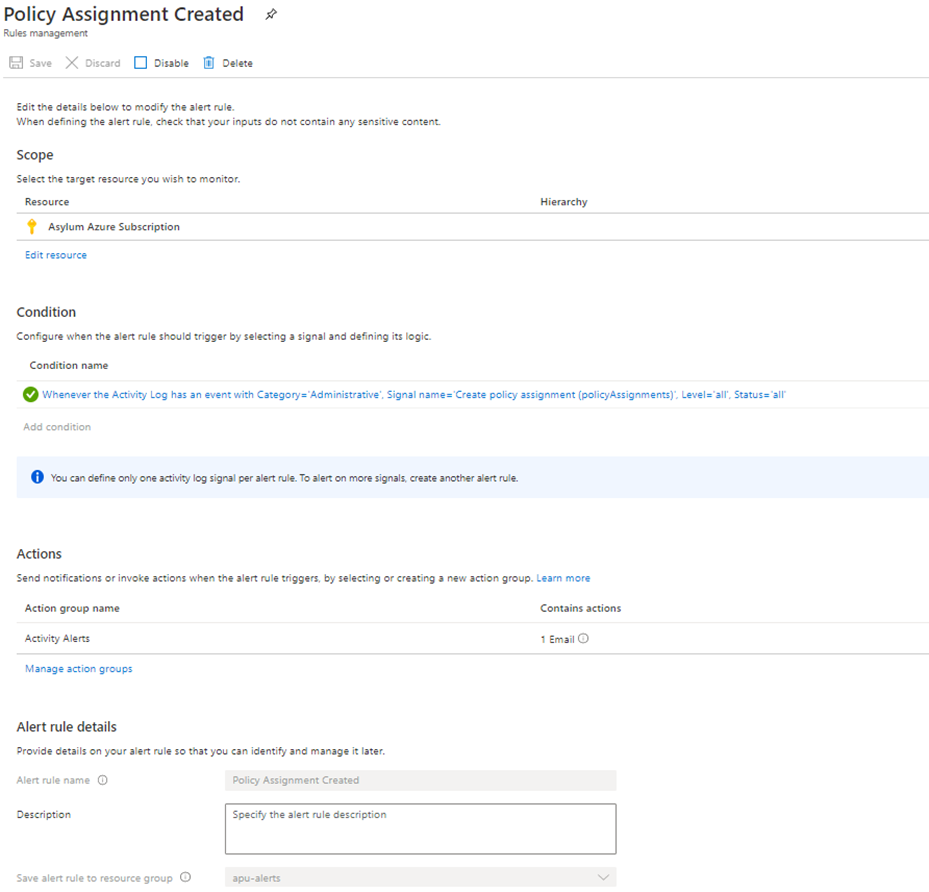 Policy Assignment Created
Rules management
Save Discard Disable Delete
Edit the details below to modify the alert rule.
When defining the alert rule, check that your inputs do not contain any sensitive content.
Scope
Select the target resource you wish to monitor.
Resource Hierarchy
Asylum Azure Subscription
Edit resource
Condition
Configure when the alert rule should trigger by selecting a signal and defining its logic.
Condition name
Whenever the Activity Log has an event with Category='Administrative', Signal name='Create policy assignment (policyAssignments)', Level='all', Status='all'
Add condition
You can define only one activity log signal per alert rule. To alert on more signals, create another alert rule.
Actions
Send notifications or invoke actions when the alert rule triggers, by selecting or creating a new action group. Learn more
Action group name Contains actions
Activity Alerts 1 Email
Manage action groups
Alert rule details
Provide details on your alert rule so that you can identify and manage it later.
Alert rule name Policy Assignment Created
Description Specify the alert rule description
Save alert rule to resource group apu-alerts